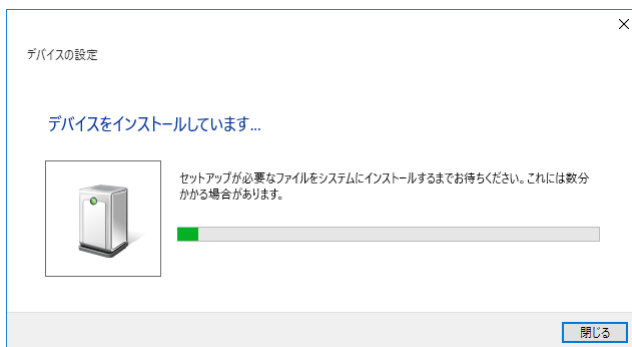 デバイスの設定
デバイスをインストールしています...
セットアップが必要なファイルをシステムにインストールするまでお待ちください。これには数分
かかる場合があります。
閉じる